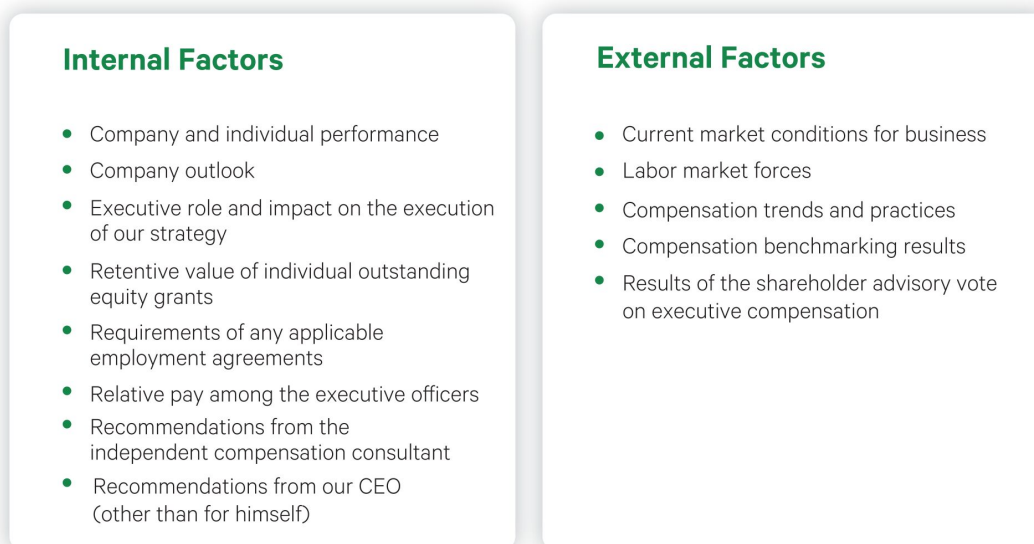 Internal Factors
• Company and individual performance
• Company outlook
• Executive role and impact on the execution
of our strategy
• Retentive value of individual outstanding
equity grants
• Requirements of any applicable
employment agreements
• Relative pay among the executive officers
• Recommendations from the
independent compensation consultant
• Recommendations from our CEO
(other than for himself)
External Factors
• Current market conditions for business
• Labor market forces
• Compensation trends and practices
• Compensation benchmarking results
• Results of the shareholder advisory vote
on executive compensation